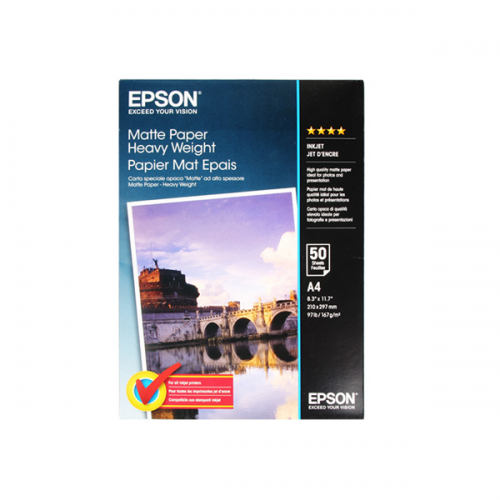 EPSON®
EXCEED YOUR VISION
Matte Paper
Heavy Weight
Papier Mat Epais
Carta speciale opaca "Matte" ad alto spessore
Matte Paper - Heavy Weight
INKJET
JET D'ENCRE
High quality matte paper
ideal for photos and
presentation
Papier mat de haute
qualité idéal pour les
photos et présentations
Carta opaca di qualità
elevata ideale per
fotografie e presentazioni
50
Sheets
Feuilles
A4
8.3" x 11.7"
210 x 297 mm
97lb / 167g/m²
For all inkjet printers
Pour toutes les imprimantes jet d'encre
Compatibile con stampanti inkjet
EPSON®
EXCEED YOUR VISION